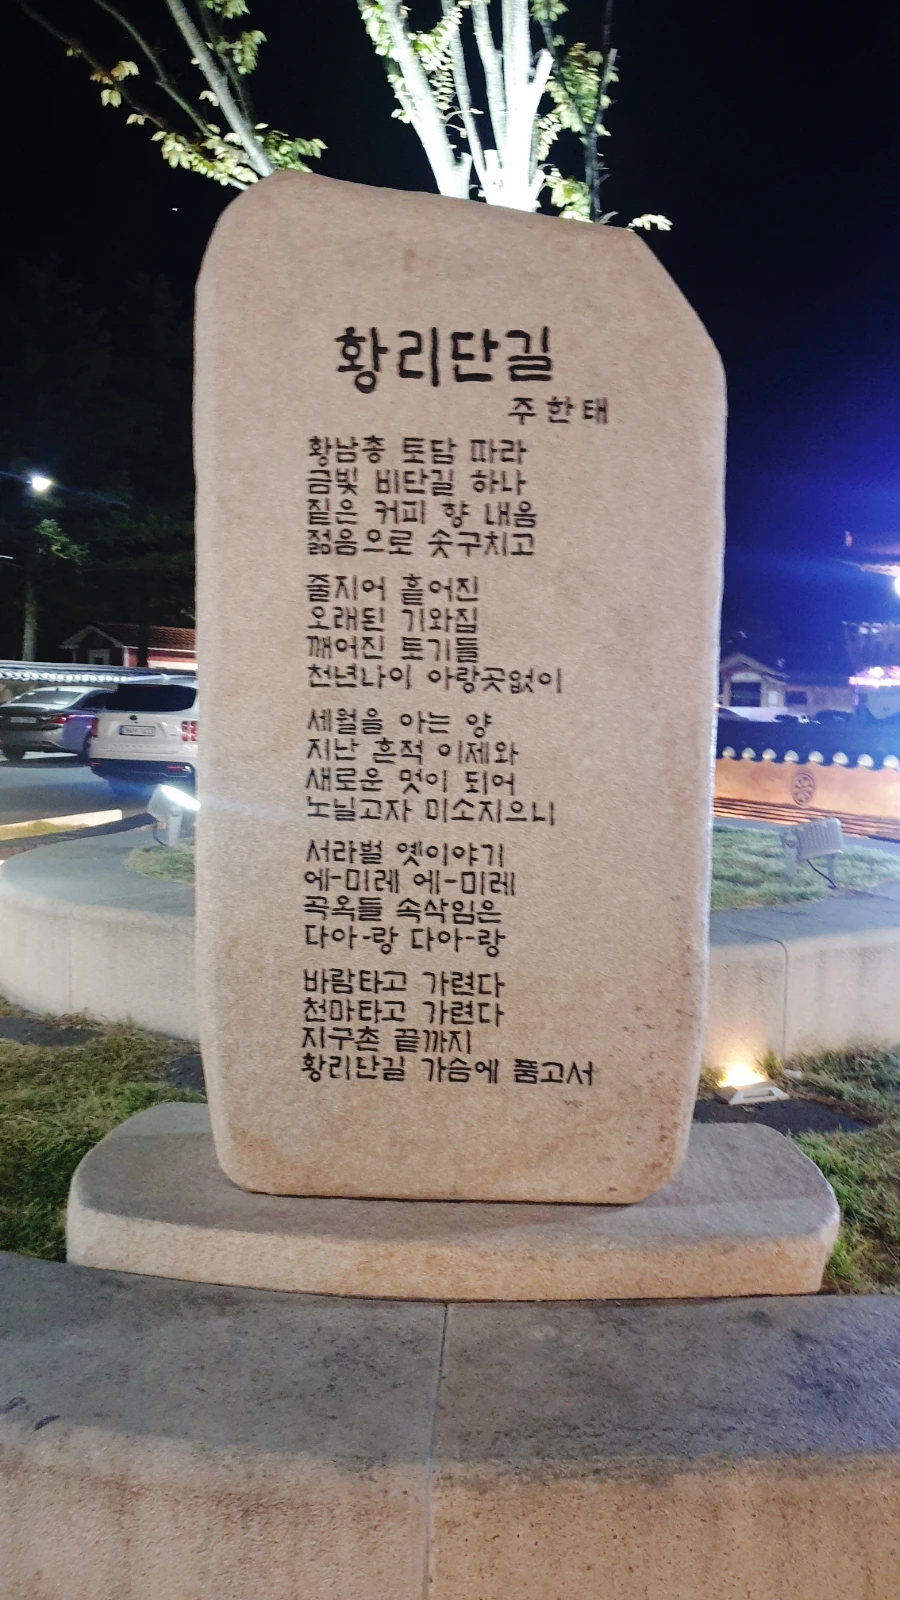 황리단길
주한태
황남총 토담 따라
금빛 비단길 하나
짙은 커피 향 내음
젊음으로 솟구치고
줄지어 흩어진
오래된 기와집
깨어진 토기들
천년나이 아랑곳없이
세월을 아는 양
지난 흔적 이제와
새로운 멋이 되어
노닐고자 미소지으니
서라벌 옛이야기
에-미레 에-미레
곡옥들 속삭임은
다아-랑 다아-랑
바람타고 가련다
천마타고 가련다
지구촌 끝까지
황리단길 가슴에 품고서